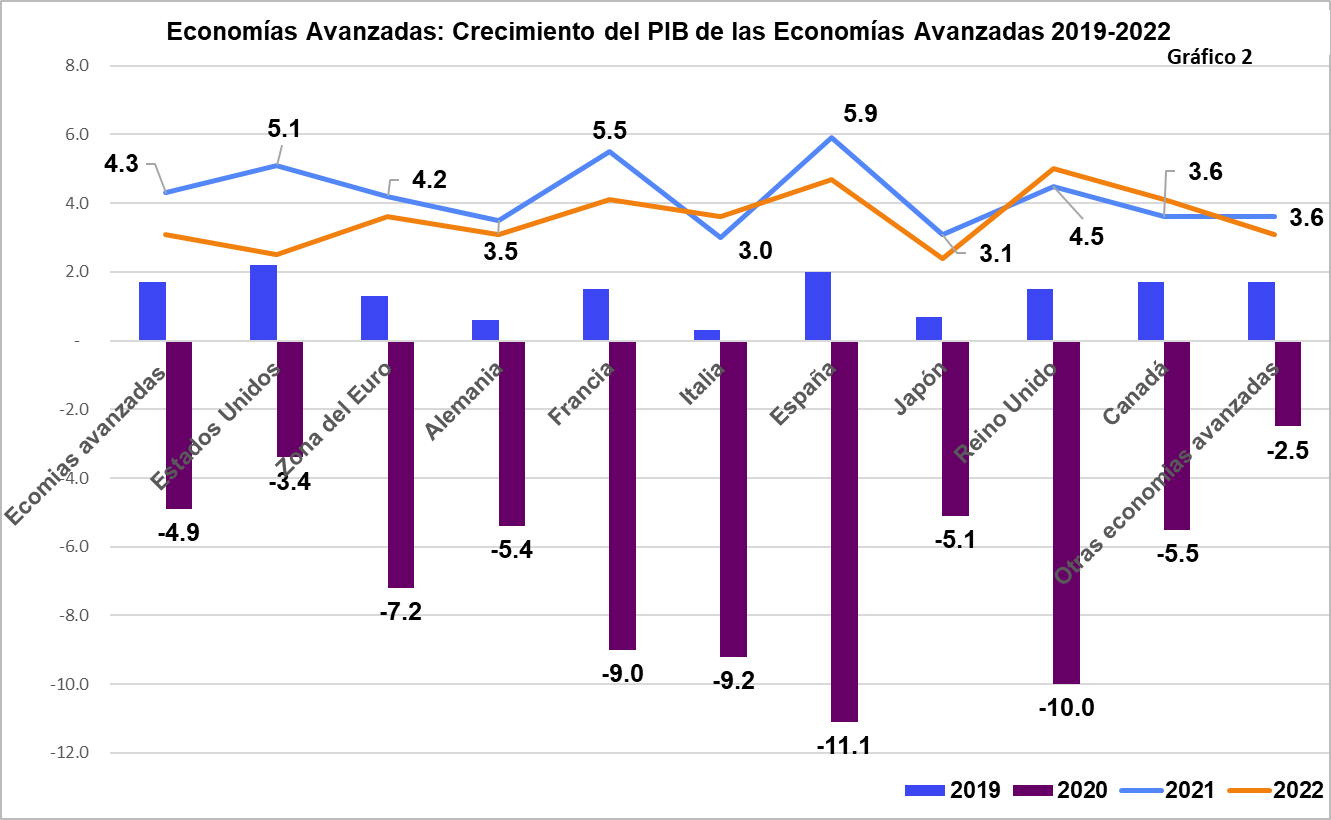 Economías Avanzadas: Crecimiento del PIB de las Economías Avanzadas 2019-2022
Gráfico 2
8.0
6.0
4.0
2.0
-
-2.0
-4.0
-6.0
-8.0
-10.0
-12.0
4.3
5.1
4.2
3.5
5.5
3.0
5.9
3.1
4.5
3.6
3.6
Ecomias avanzadas
Estados Unidos
Zona del Euro
Alemania
Francia
Italia
España
Japón
Reino Unido
Canadá
Otras economias avanzadas
-4.9
-3.4
-7.2
-5.4
-9.0
-9.2
-11.1
-5.1
-10.0
-5.5
-2.5
2019 2020 2021 2022